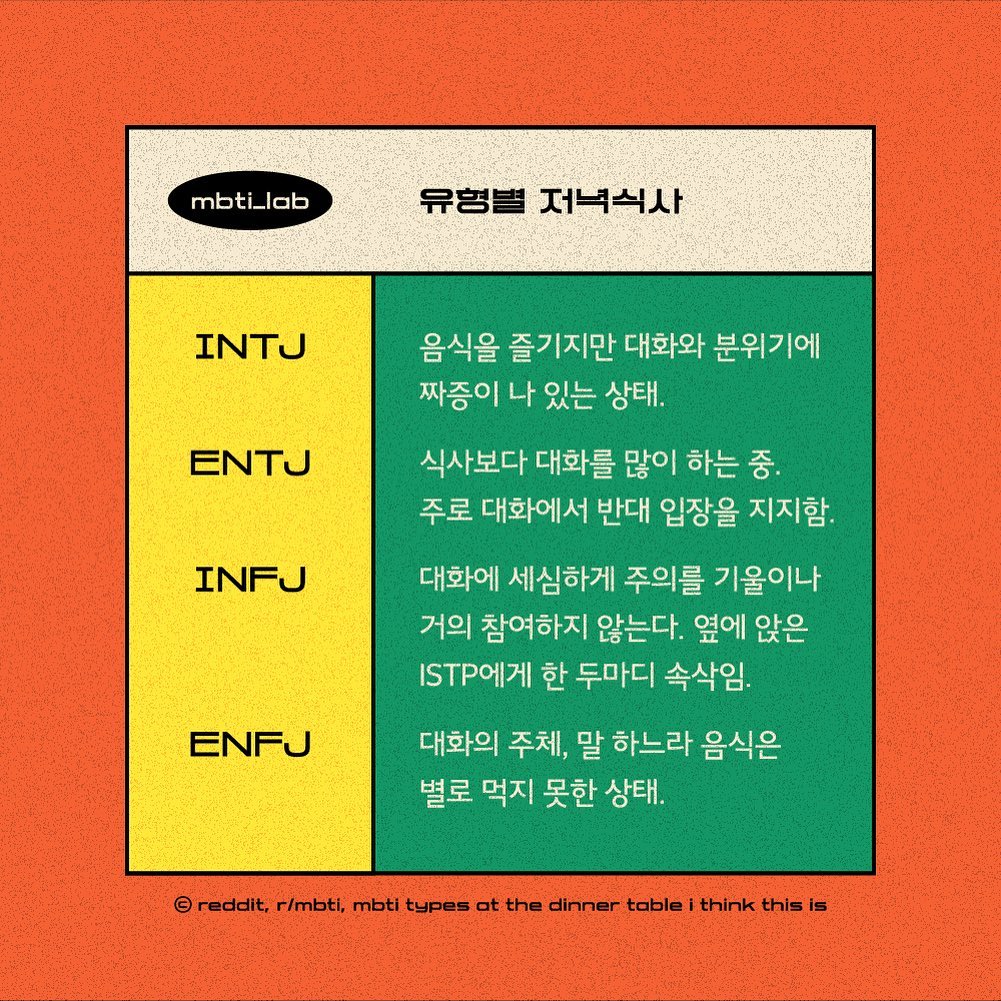 mbti_lab
유형별 저녁식사
INTJ
음식을 즐기지만 대화와 분위기에
짜증이 나 있는 상태.
ENTJ
식사보다 대화를 많이 하는 중.
주로 대화에서 반대 입장을 지지함.
INFJ
대화에 세심하게 주의를 기울이나
거의 참여하지 않는다. 옆에 앉은
ISTP에게 한 두마디 속삭임.
ENFJ
대화의 주체, 말 하느라 음식은
별로 먹지 못한 상태.
© reddit, r/mbti, mbti types at the dinner table i think this is